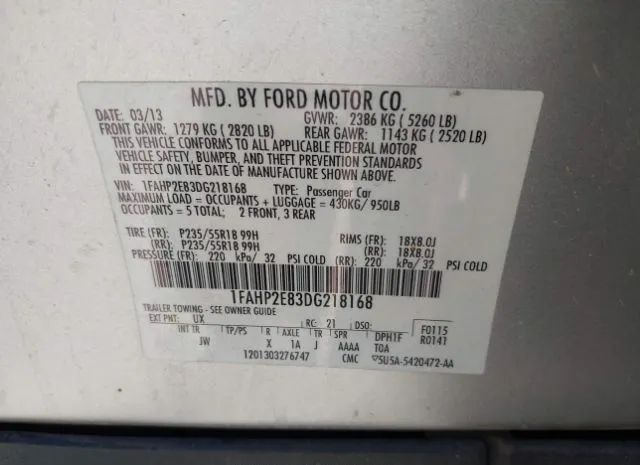 MFD. BY FORD MOTOR CO.
DATE: 03/13 GVWR: 2386 KG ( 5260 LB)
FRONT GAWR: 1279 KG ( 2820 LB) REAR GAWR: 1143 KG ( 2520 LB)
THIS VEHICLE CONFORMS TO ALL APPLICABLE FEDERAL MOTOR
VEHICLE SAFETY, BUMPER, AND THEFT PREVENTION STANDARDS
IN EFFECT ON THE DATE OF MANUFACTURE SHOWN ABOVE.
VIN: 1FAHP2E83DG218168 TYPE: Passenger Car
MAXIMUM LOAD = OCCUPANTS + LUGGAGE = 430KG/ 950LB
OCCUPANTS = 5 TOTAL; 2 FRONT, 3 REAR
TIRE (FR): P235/55R18 99H RIMS (FR): 18X8.0J
(RR): P235/55R18 99H (RR): 18X8.0J
PRESSURE (FR): 220 kPa/ 32 PSI COLD (RR): 220 kPa/ 32 PSI COLD
1FAHP2E83DG218168
TRAILER TOWING - SEE OWNER GUIDE
EXT PNT: UX RC: 21 DSO: F0115
INT TR TP/PS R AXLE TR SPR DPH1F R0141
JW X 1A J AAAA TOA
1201303276747 CMC 5U5A-5420472-AA